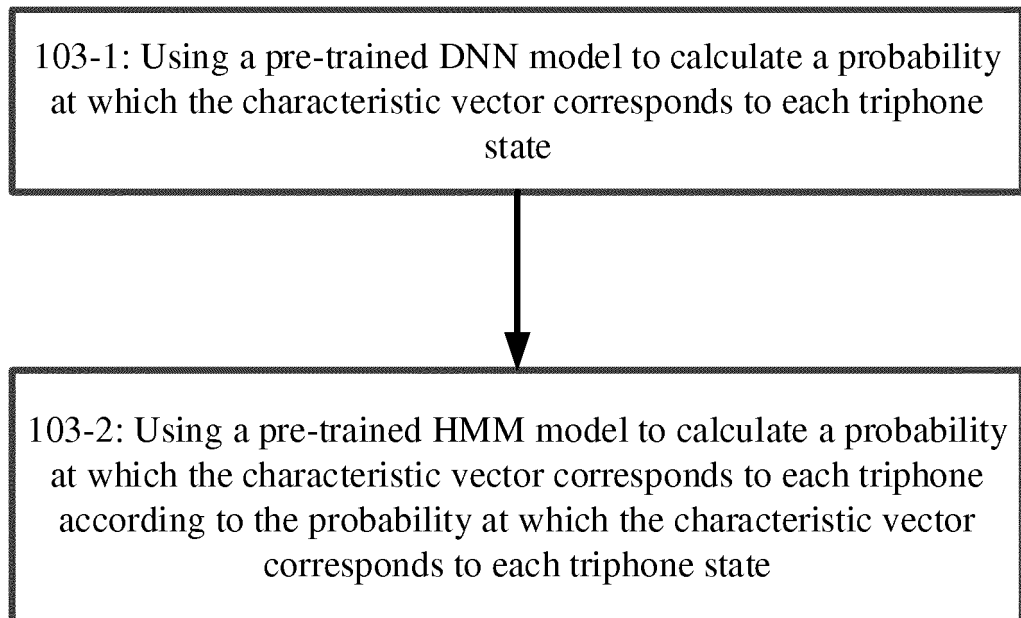 103-1: Using a pre-trained DNN model to calculate a probability
at which the characteristic vector corresponds to each triphone
state
103-2: Using a pre-trained HMM model to calculate a probability
at which the characteristic vector corresponds to each triphone
according to the probability at which the characteristic vector
corresponds to each triphone state